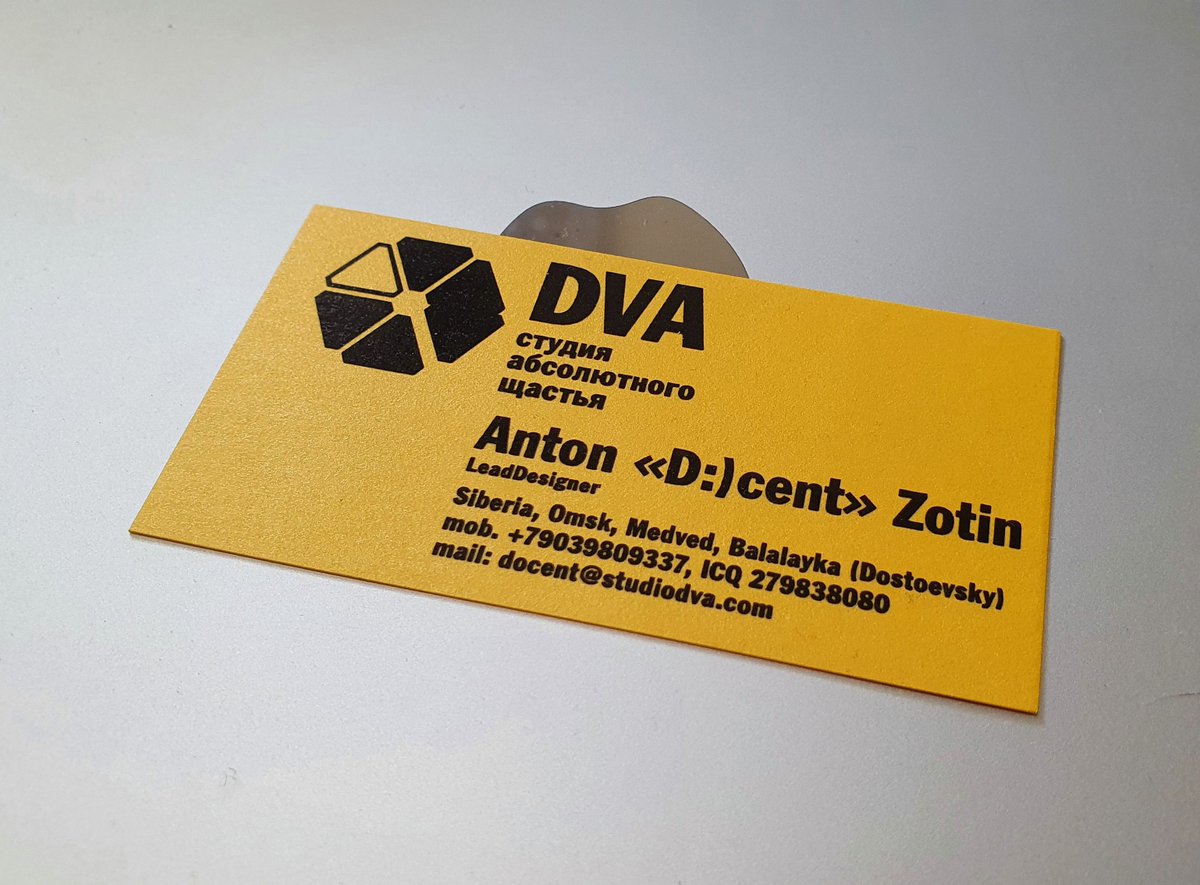 DVA
студия
абсолютного
щастья
Anton «D:)cent» Zotin
LeadDesigner
Siberia, Omsk, Medved, Balalayka (Dostoevsky)
mob. +79039809337, ICQ 279838080
mail: docent@studiodva.com